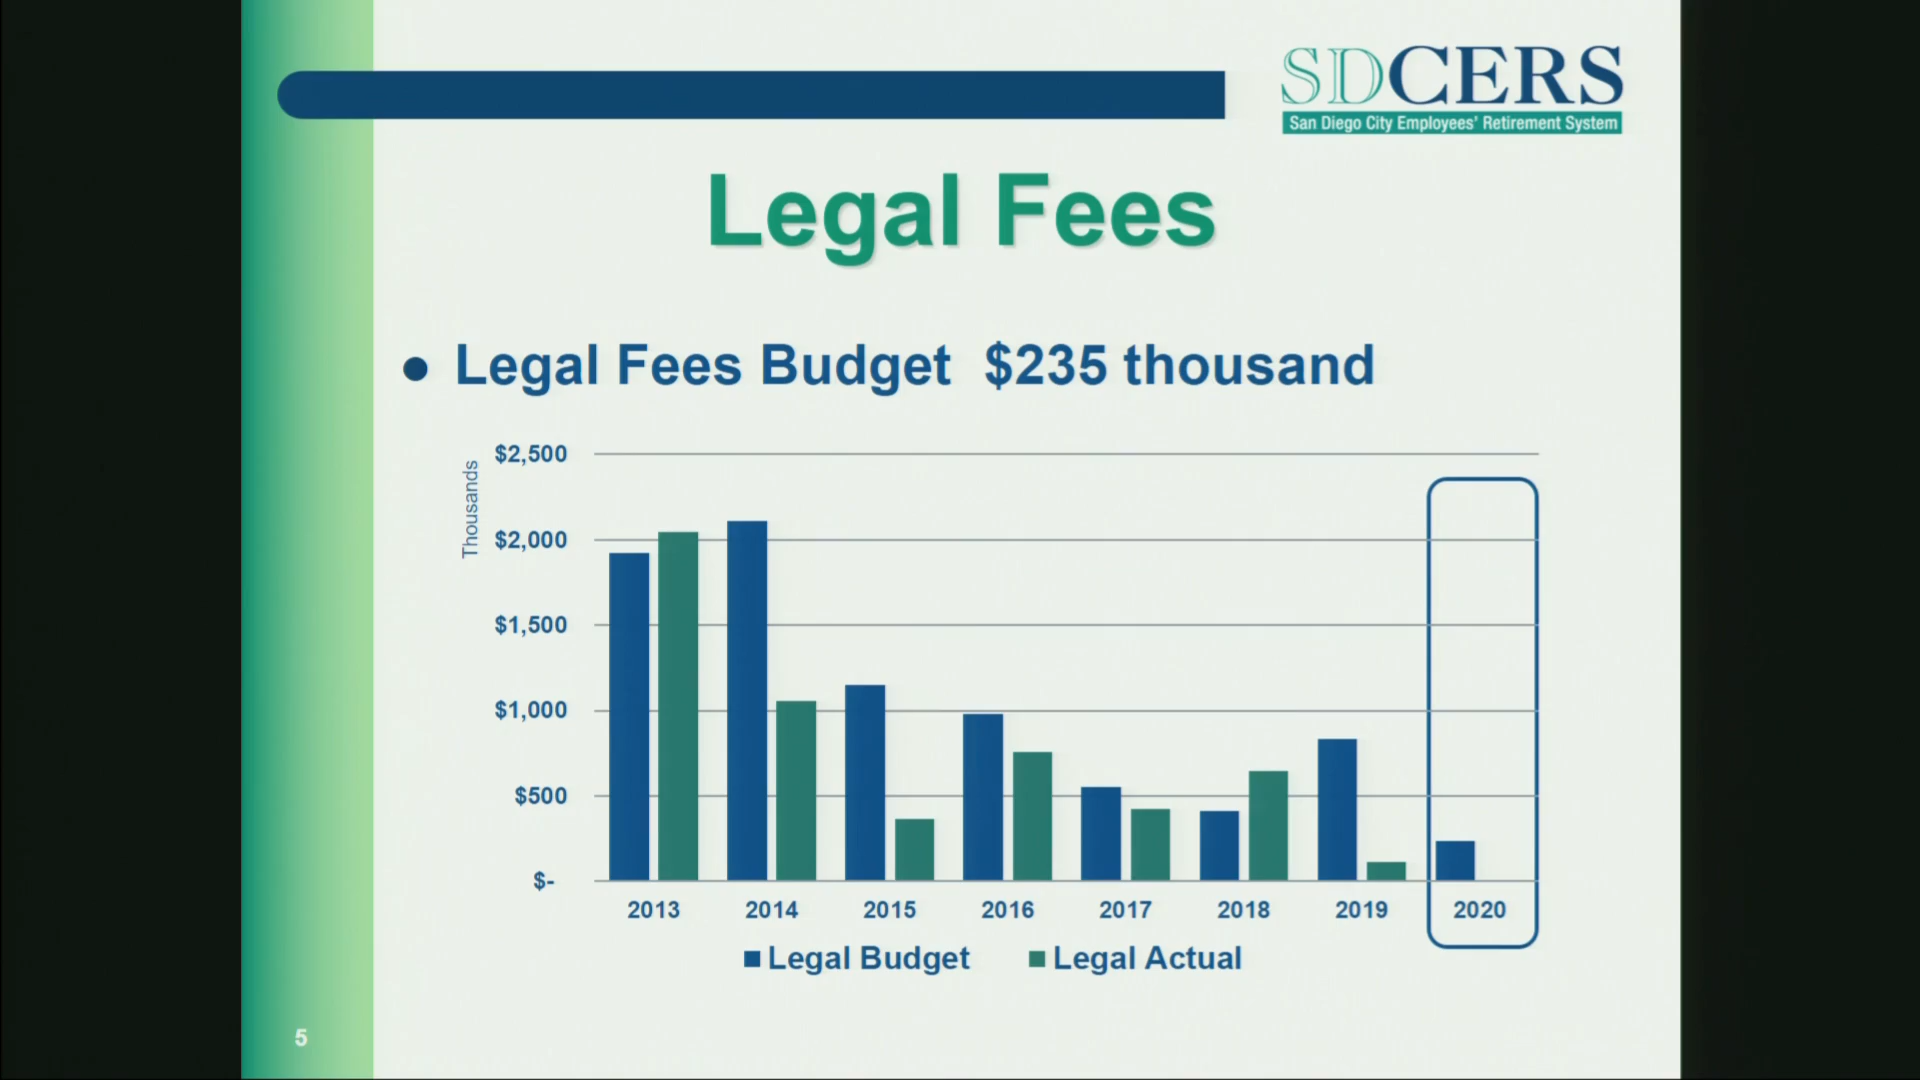 SDCERS
San Diego City Employees' Retirement System
Legal Fees
● Legal Fees Budget $235 thousand
Thousands
$2,500
$2,000
$1,500
$1,000
$500
$-
2013 2014 2015 2016 2017 2018 2019 2020
Legal Budget Legal Actual
5